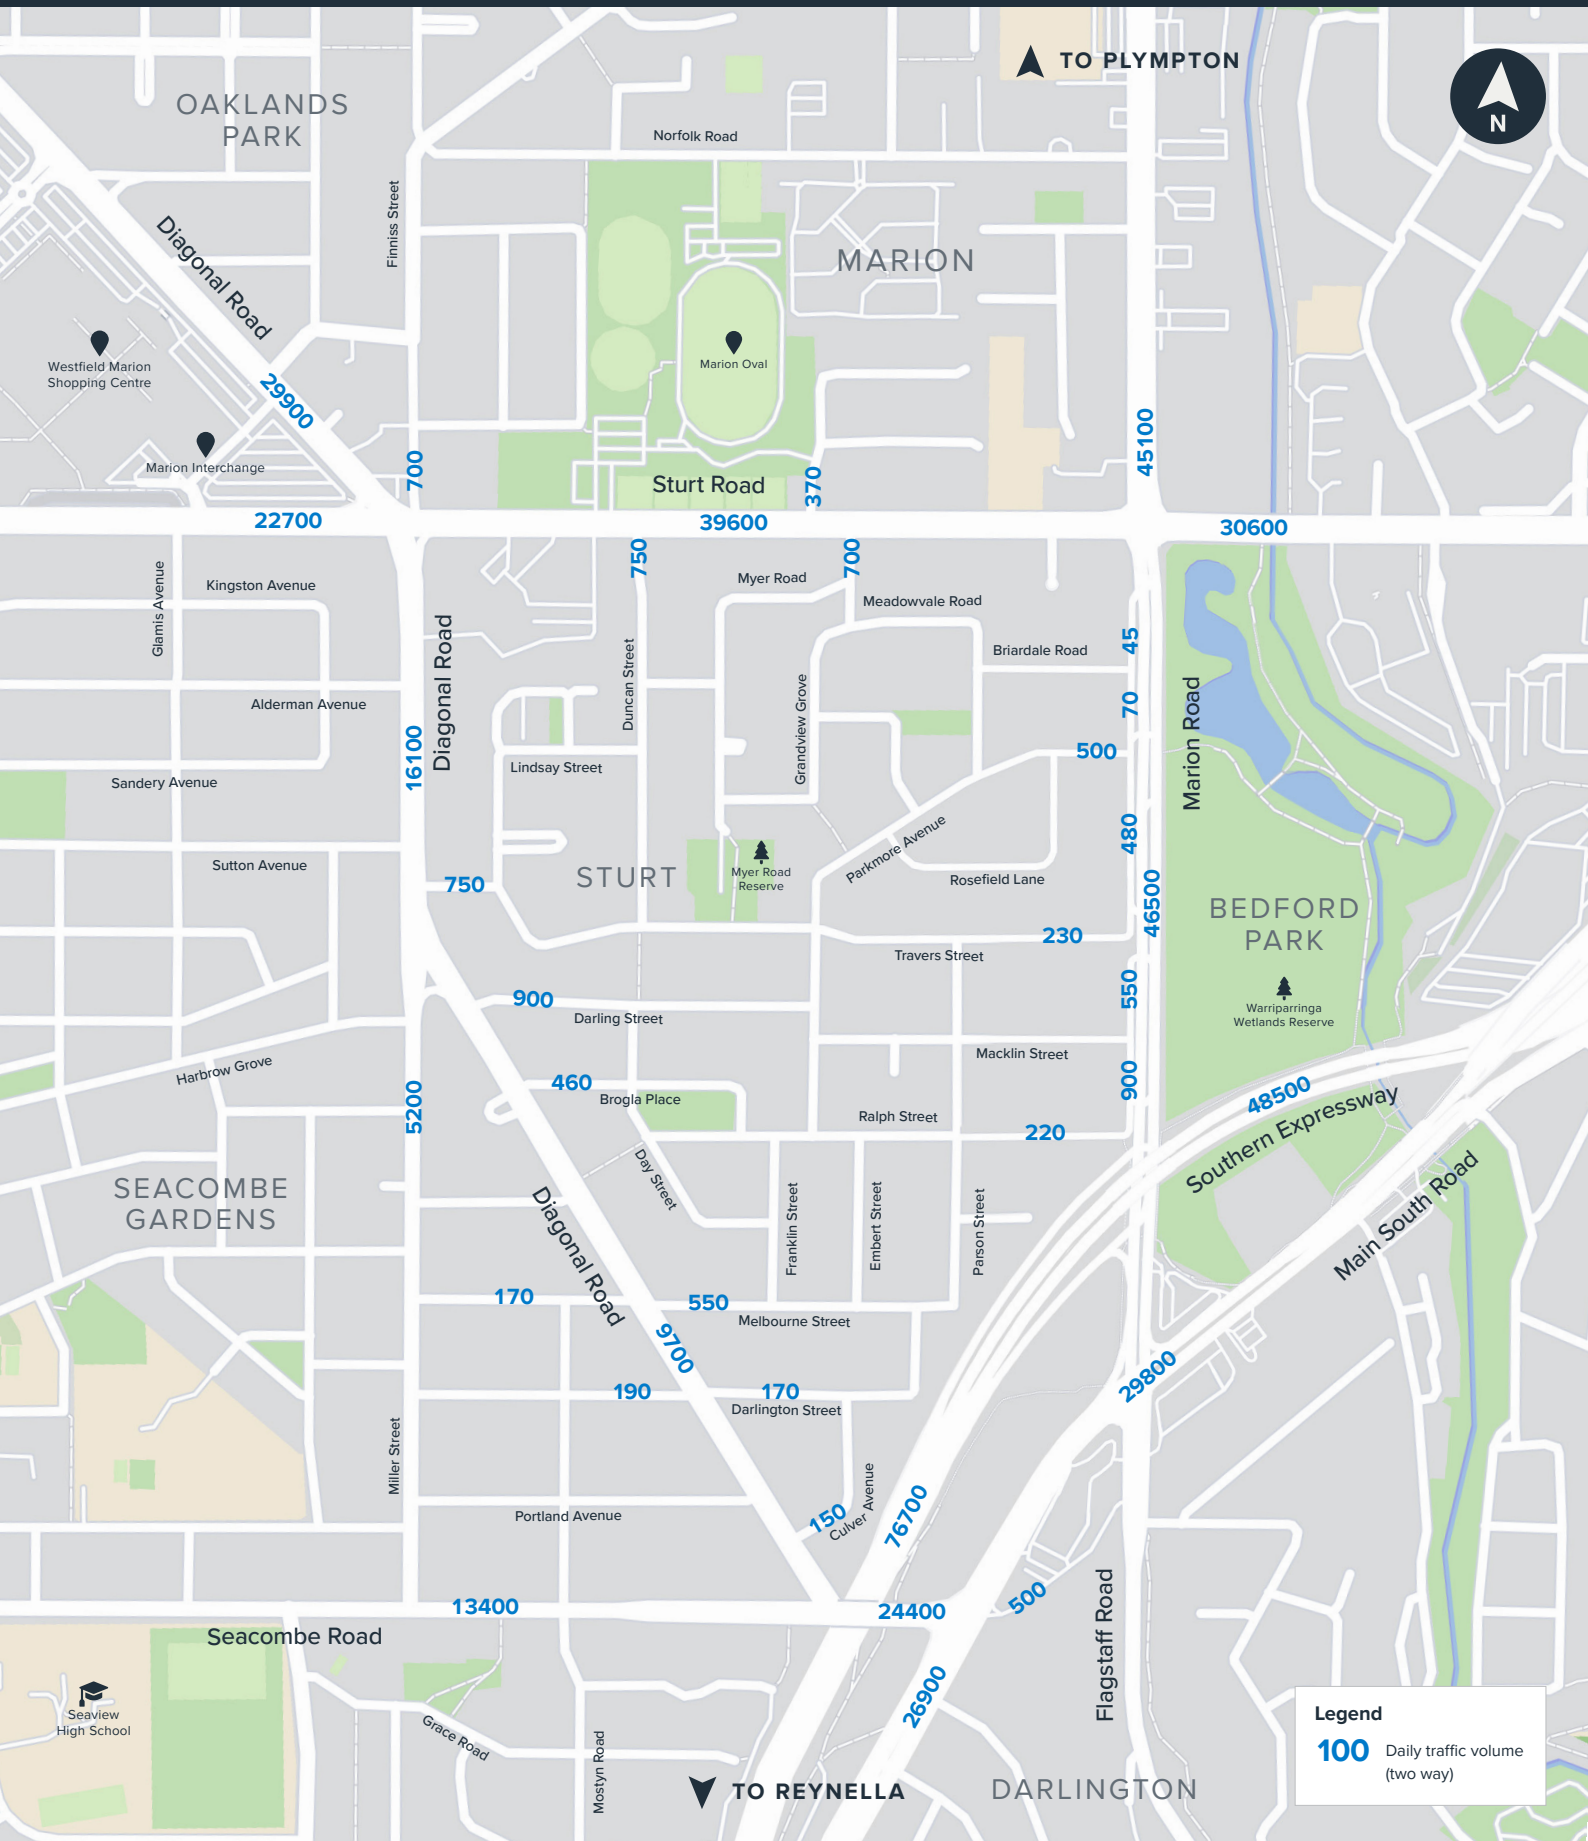 TO PLYMPTON
N
OAKLANDS
PARK
Norfolk Road
Finniss Street
Diagonal Road
MARION
Westfield Marion
Shopping Centre
Marion Oval
29900
Marion Interchange
700
45100
370
Sturt Road
22700
39600
30600
750
700
Glamis Avenue
Kingston Avenue
Myer Road
Meadowvale Road
Diagonal Road
Duncan Street
45
Briardale Road
Grandview Grove
Marion Road
70
Alderman Avenue
16100
500
Lindsay Street
Sandery Avenue
480
Parkmore Avenue
Sutton Avenue
STURT
Myer Road
Reserve
750
Rosefield Lane
46500
BEDFORD
PARK
230
Travers Street
550
900
Darling Street
Warriparringa
Wetlands Reserve
Macklin Street
Harbrow Grove
460
900
48500
Brogla Place
5200
Ralph Street
220
Southern Expressway
Day Street
SEACOMBE
GARDENS
Diagonal Road
Franklin Street
Embert Street
Parson Street
Main South Road
170
550
Melbourne Street
9700
29800
190
170
Darlington Street
Miller Street
Portland Avenue
150
Culver Avenue
76700
13400
24400
500
Seacombe Road
Flagstaff Road
Seaview
High School
26900
Grace Road
Mostyn Road
TO REYNELLA
DARLINGTON
Legend
100
Daily traffic volume
(two way)